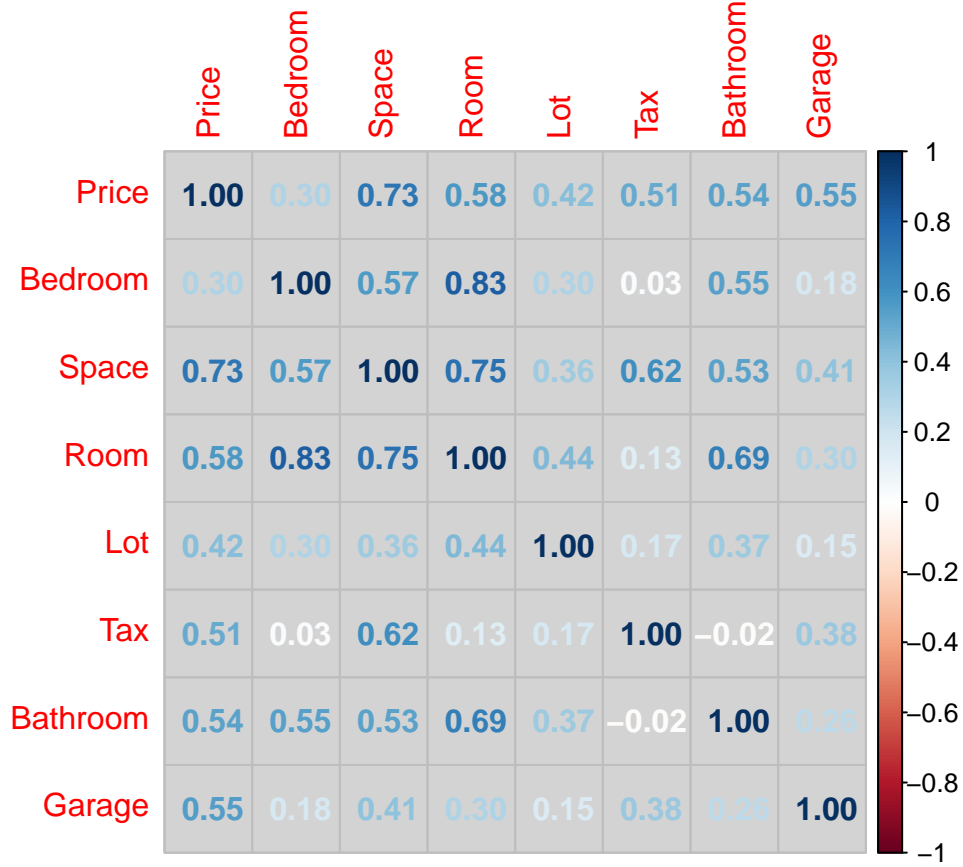 Price Bedroom Space Room Lot Tax Bathroom Garage
1
Price 1.00 0.30 0.73 0.58 0.42 0.51 0.54 0.55
0.8
Bedroom 0.30 1.00 0.57 0.83 0.30 0.03 0.55 0.18
0.6
Space 0.73 0.57 1.00 0.75 0.36 0.62 0.53 0.41
0.4
0.2
Room 0.58 0.83 0.75 1.00 0.44 0.13 0.69 0.30
0
Lot 0.42 0.30 0.36 0.44 1.00 0.17 0.37 0.15
−0.2
Tax 0.51 0.03 0.62 0.13 0.17 1.00 −0.02 0.38
−0.4
−0.6
Bathroom 0.54 0.55 0.53 0.69 0.37 −0.02 1.00
−0.8
Garage 0.55 0.18 0.41 0.30 0.15 0.38 1.00
−1